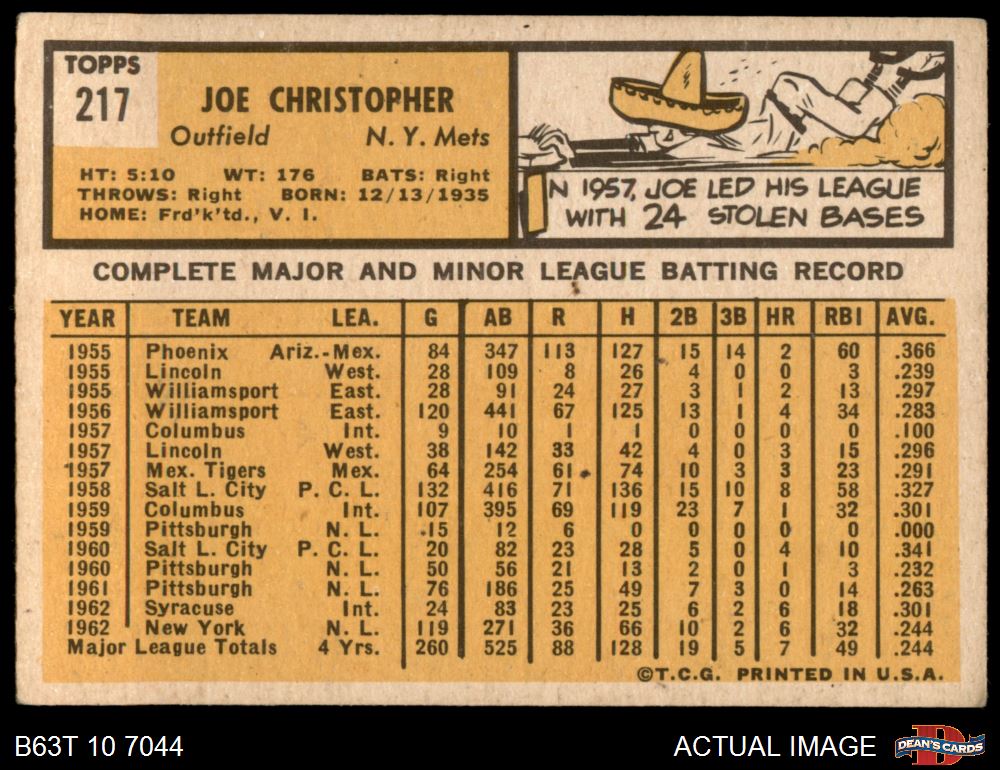 TOPPS
217
JOE CHRISTOPHER
Outfield N. Y. Mets
HT: 5:10 WT: 176 BATS: Right
THROWS: Right BORN: 12/13/1935
HOME: Frd'k'td., V. I.
IN 1957, JOE LED HIS LEAGUE
WITH 24 STOLEN BASES
COMPLETE MAJOR AND MINOR LEAGUE BATTING RECORD
YEAR TEAM LEA. G AB R H 2B 3B HR RBI AVG.
1955 Phoenix Ariz.-Mex. 84 347 113 127 15 14 2 60 .366
1955 Lincoln West. 28 109 8 26 4 0 0 3 .239
1955 Williamsport East. 28 91 24 27 3 1 2 13 .297
1956 Williamsport East. 120 441 67 125 13 1 4 34 .283
1957 Columbus Int. 9 10 1 1 0 0 0 0 .100
1957 Lincoln West. 38 142 33 42 4 0 3 15 .296
1957 Mex. Tigers Mex. 64 254 61 74 10 3 3 23 .291
1958 Salt L. City P. C. L. 132 416 71 136 15 10 8 58 .327
1959 Columbus Int. 107 395 69 119 23 7 1 32 .301
1959 Pittsburgh N. L. 15 12 6 0 0 0 0 0 .000
1960 Salt L. City P. C. L. 20 82 23 28 5 0 4 10 .341
1960 Pittsburgh N. L. 50 56 21 13 2 0 1 3 .232
1961 Pittsburgh N. L. 76 186 25 49 7 3 0 14 .263
1962 Syracuse Int. 24 83 23 25 6 2 6 18 .301
1962 New York N. L. 119 271 36 66 10 2 6 32 .244
Major League Totals 4 Yrs. 260 525 88 128 19 5 7 49 .244
©T.C.G. PRINTED IN U.S.A.
B63T 10 7044 ACTUAL IMAGE DEAN'S CARDS